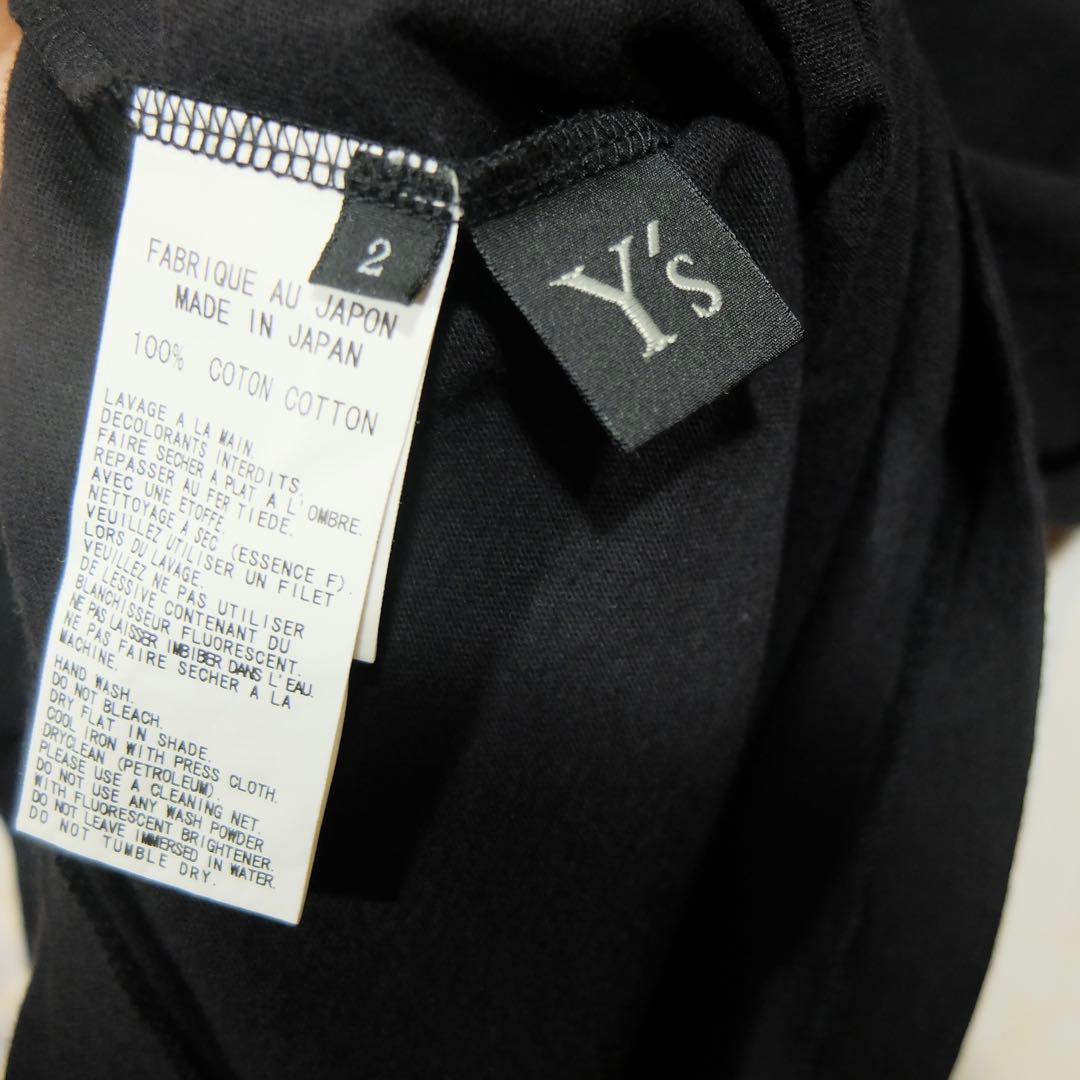 2
Y's
FABRIQUE AU JAPON
MADE IN JAPAN
100% COTON COTTON
LAVAGE A LA MAIN.
DECOLORANTS INTERDITS.
FAIRE SECHER A PLAT A L'OMBRE.
REPASSER AU FER TIEDE.
AVEC UNE ETOFFE.
NETTOYAGE A SEC (ESSENCE F).
VEUILLEZ UTILISER UN FILET
LORS DU LAVAGE.
VEUILLEZ NE PAS UTILISER
DE LESSIVE CONTENANT DU
BLANCHISSEUR FLUORESCENT.
NE PAS LAISSER IMBIBER DANS L'EAU.
NE PAS FAIRE SECHER A LA
MACHINE.
HAND WASH.
DO NOT BLEACH.
DRY FLAT IN SHADE.
COOL IRON WITH PRESS CLOTH.
DRYCLEAN (PETROLEUM).
PLEASE USE A CLEANING NET.
DO NOT USE ANY WASH POWDER
WITH FLUORESCENT BRIGHTENER.
DO NOT LEAVE IMMERSED IN WATER.
DO NOT TUMBLE DRY.